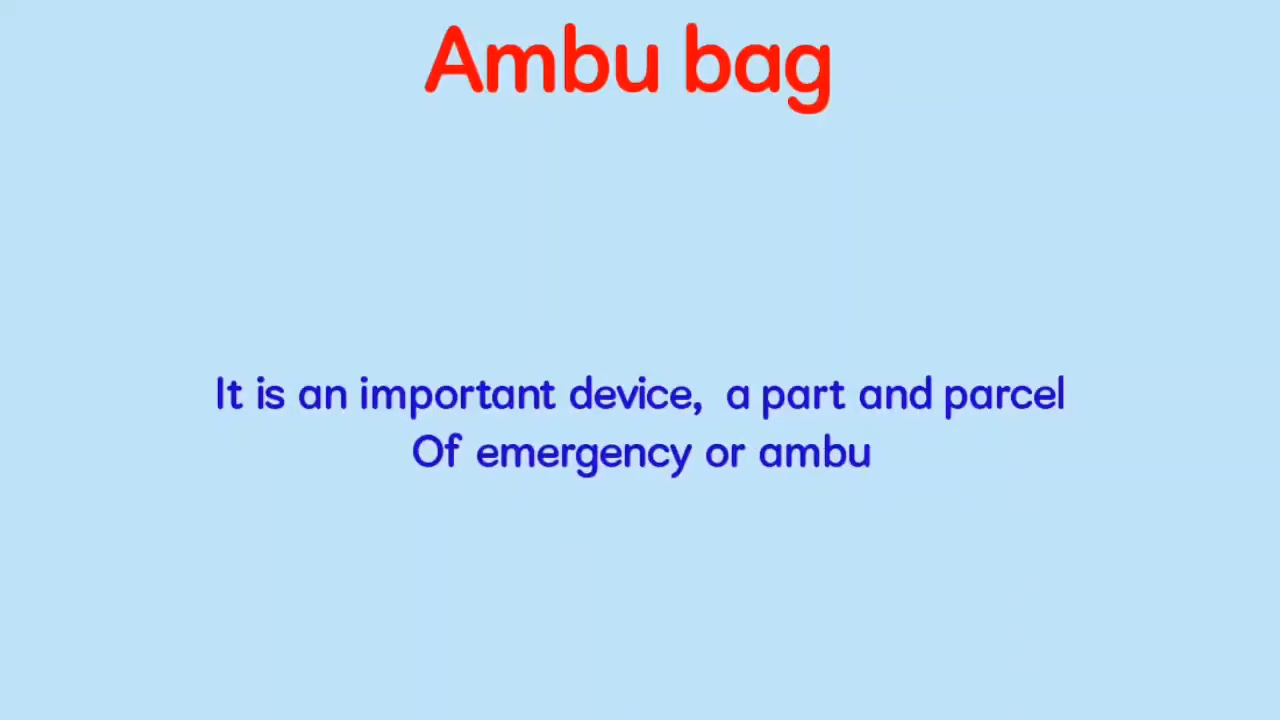 Ambu bag
It is an important device, a part and parcel
Of emergency or ambu